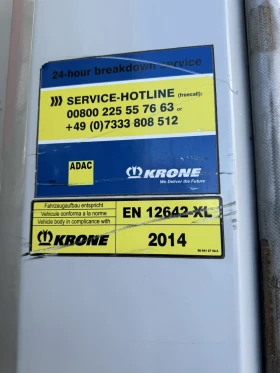 24-hour breakdown service
))) SERVICE-HOTLINE (freecall):
00800 225 55 76 63 or
+49 (0)7333 808 512
ADAC
KRONE
We Deliver the Future
Fahrzeugaufbau entspricht
Vehicule conforma a la norme
Vehicle body in compliance with
EN 12642-XL
KRONE
2014